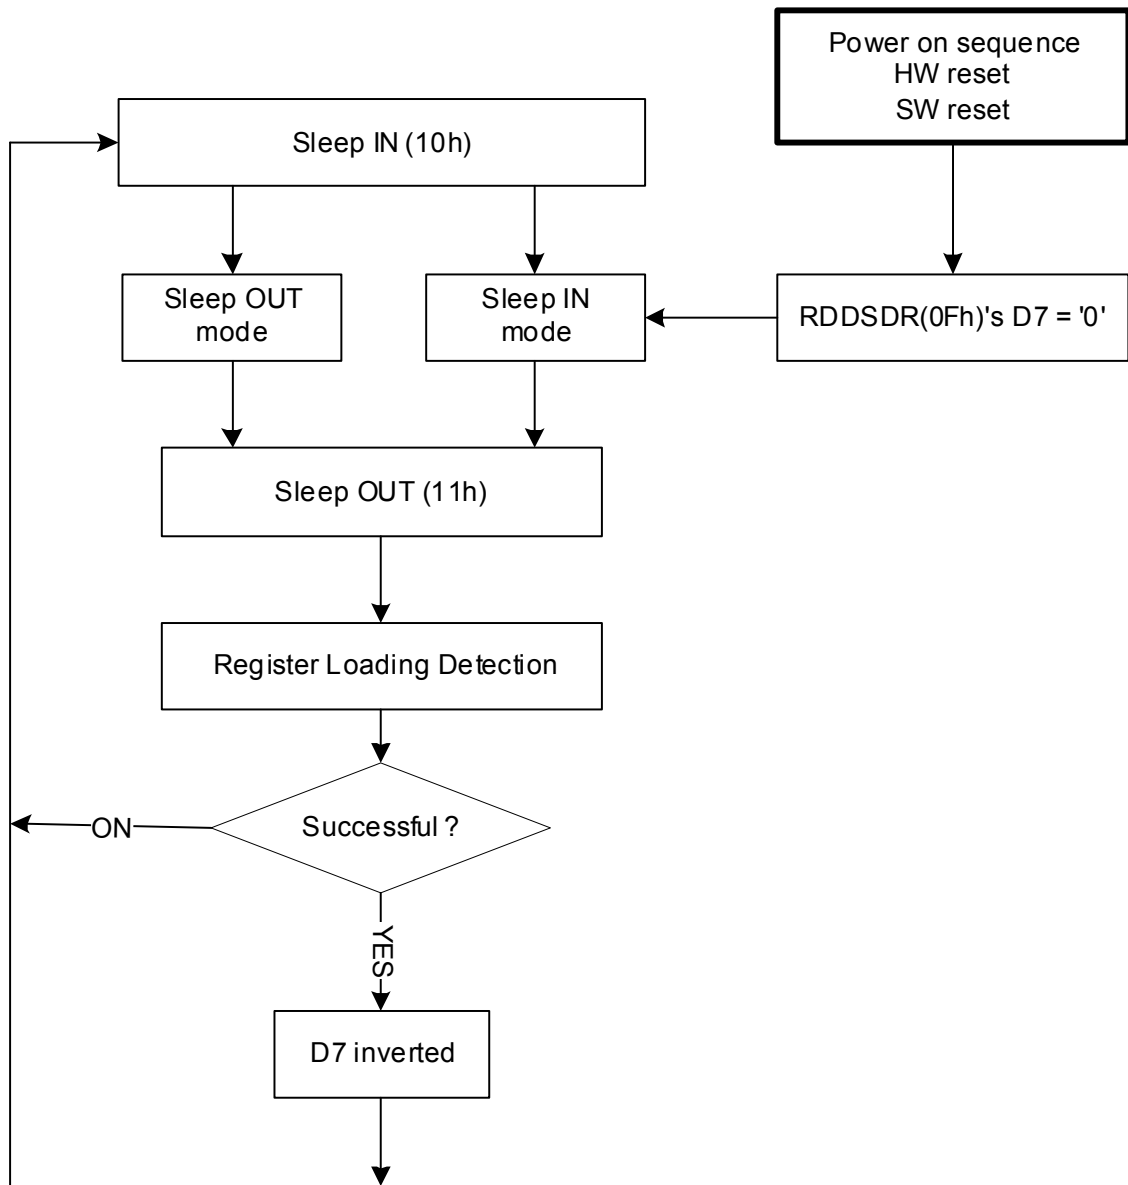 Power on sequence
HW reset
SW reset
Sleep IN (10h)
Sleep OUT
mode
Sleep IN
mode
RDDSDR(0Fh)'s D7 = '0'
Sleep OUT (11h)
Register Loading Detection
Successful ?
ON
YES
D7 inverted